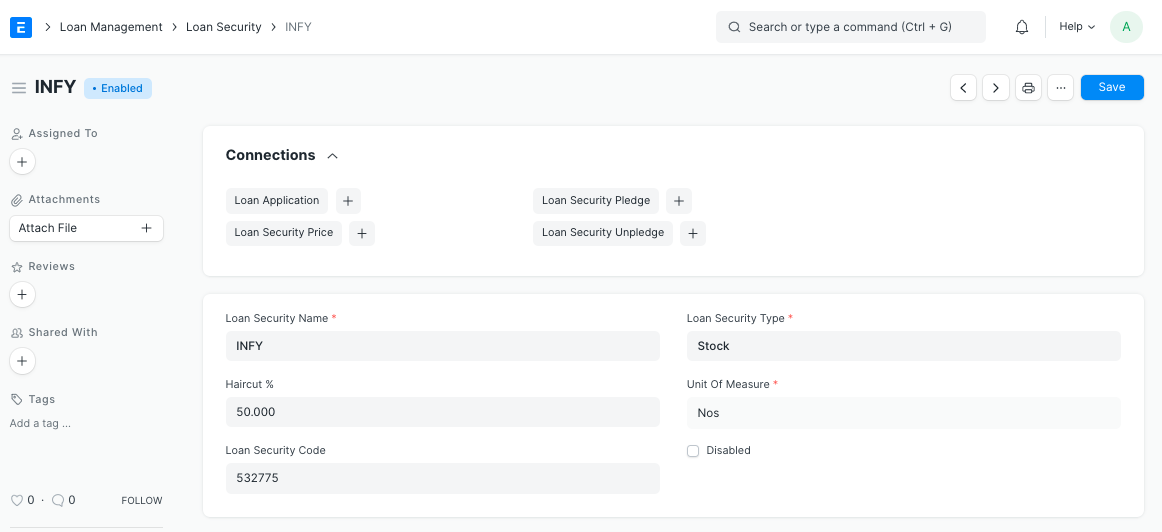 E Loan Management Loan Security INFY Search or type a command (Ctrl + G) Help A
INFY • Enabled ... Save
Assigned To
Connections
Loan Application + Loan Security Pledge +
Attachments
Attach File +
Loan Security Price + Loan Security Unpledge +
Reviews
Loan Security Name * Loan Security Type *
Shared With
INFY Stock
Haircut % Unit Of Measure *
Tags
50.000 Nos
Add a tag ...
Loan Security Code Disabled
532775
0 · 0 FOLLOW